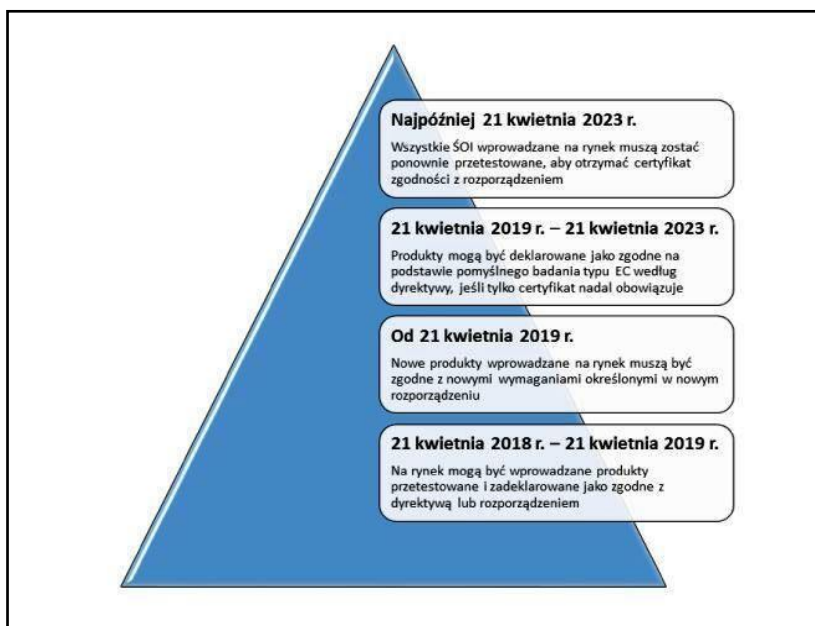 Najpóźniej 21 kwietnia 2023 r.
Wszystkie ŚOI wprowadzane na rynek muszą zostać
ponownie przetestowane, aby otrzymać certyfikat
zgodności z rozporządzeniem
21 kwietnia 2019 r. – 21 kwietnia 2023 r.
Produkty mogą być deklarowane jako zgodne na
podstawie pomyślnego badania typu EC według
dyrektywy, jeśli tylko certyfikat nadal obowiązuje
Od 21 kwietnia 2019 r.
Nowe produkty wprowadzane na rynek muszą być
zgodne z nowymi wymaganiami określonymi w nowym
rozporządzeniu
21 kwietnia 2018 r. – 21 kwietnia 2019 r.
Na rynek mogą być wprowadzane produkty
przetestowane i zadeklarowane jako zgodne z
dyrektywą lub rozporządzeniem